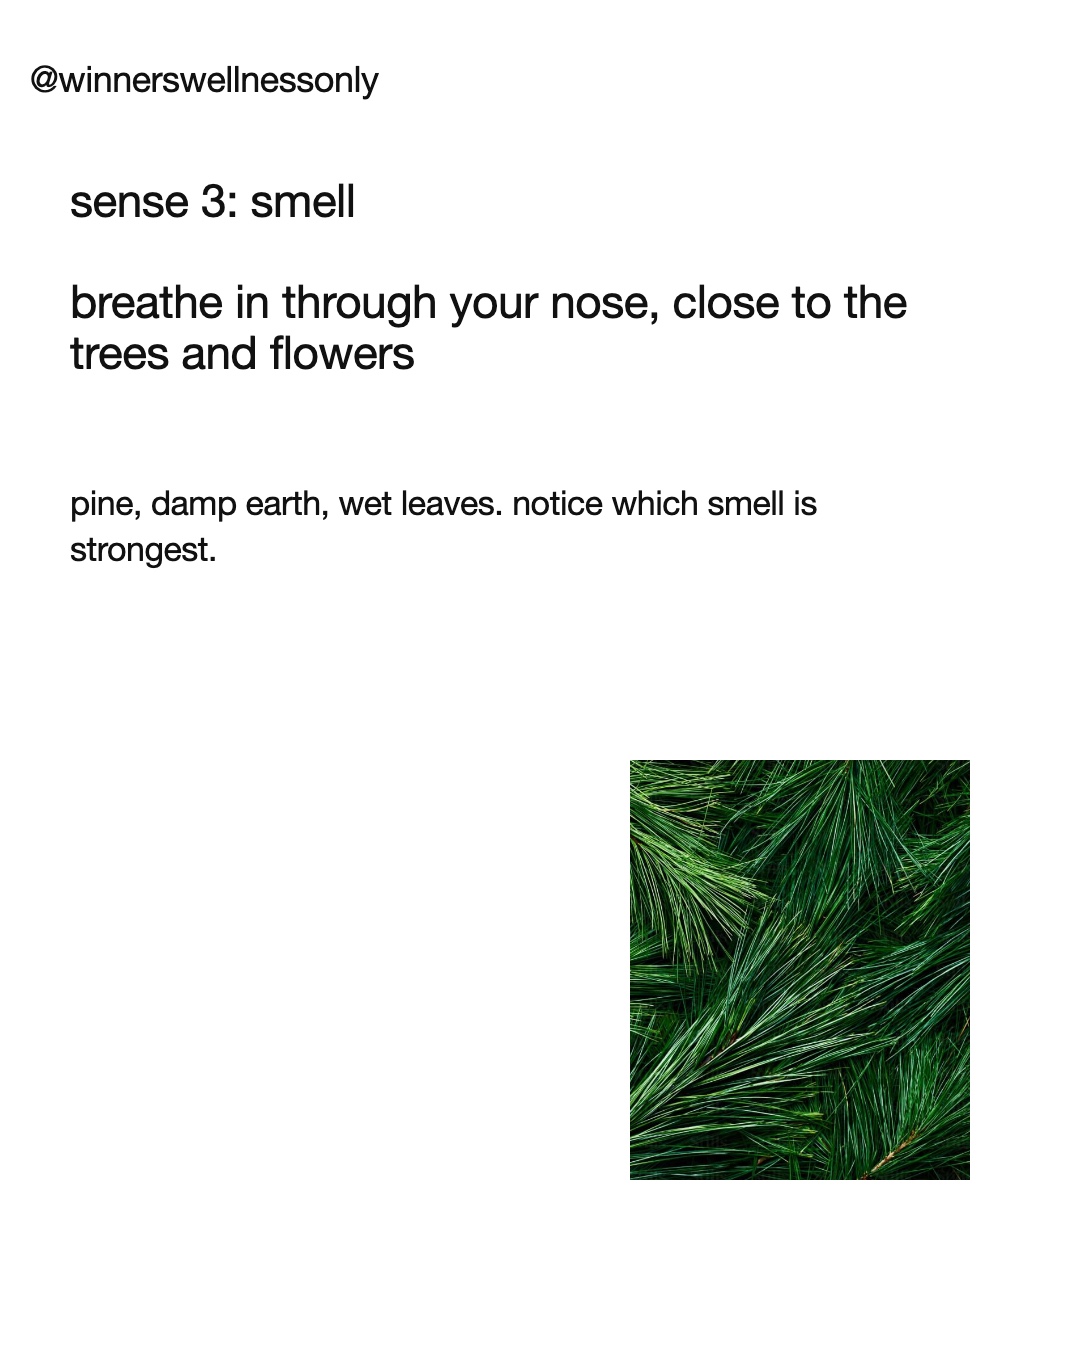 @winnerswellnessonly
sense 3: smell
breathe in through your nose, close to the
trees and flowers
pine, damp earth, wet leaves. notice which smell is
strongest.